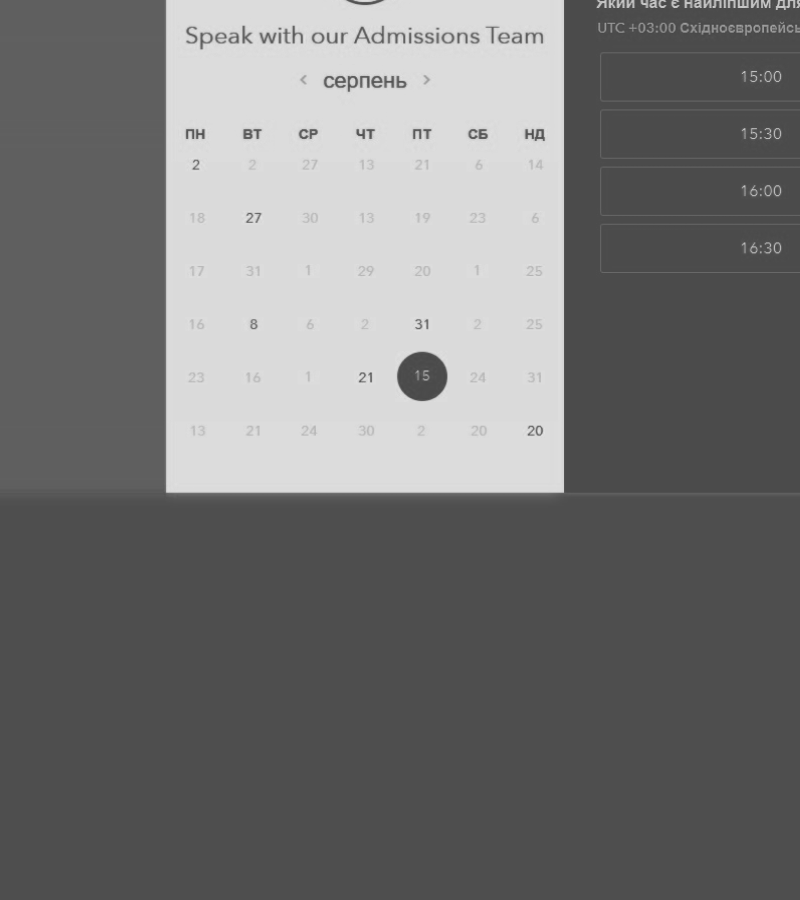 Speak with our Admissions Team
< серпень >
ПН ВТ СР ЧТ ПТ СБ НД
2 2 27 13 21 6 14
18 27 30 13 19 23 6
17 31 1 29 20 1 25
16 8 6 2 31 2 25
23 16 1 21 15 24 31
13 21 24 30 2 20 20
Який час є найліпшим для
UTC +03:00
15:00
15:30
16:00
16:30